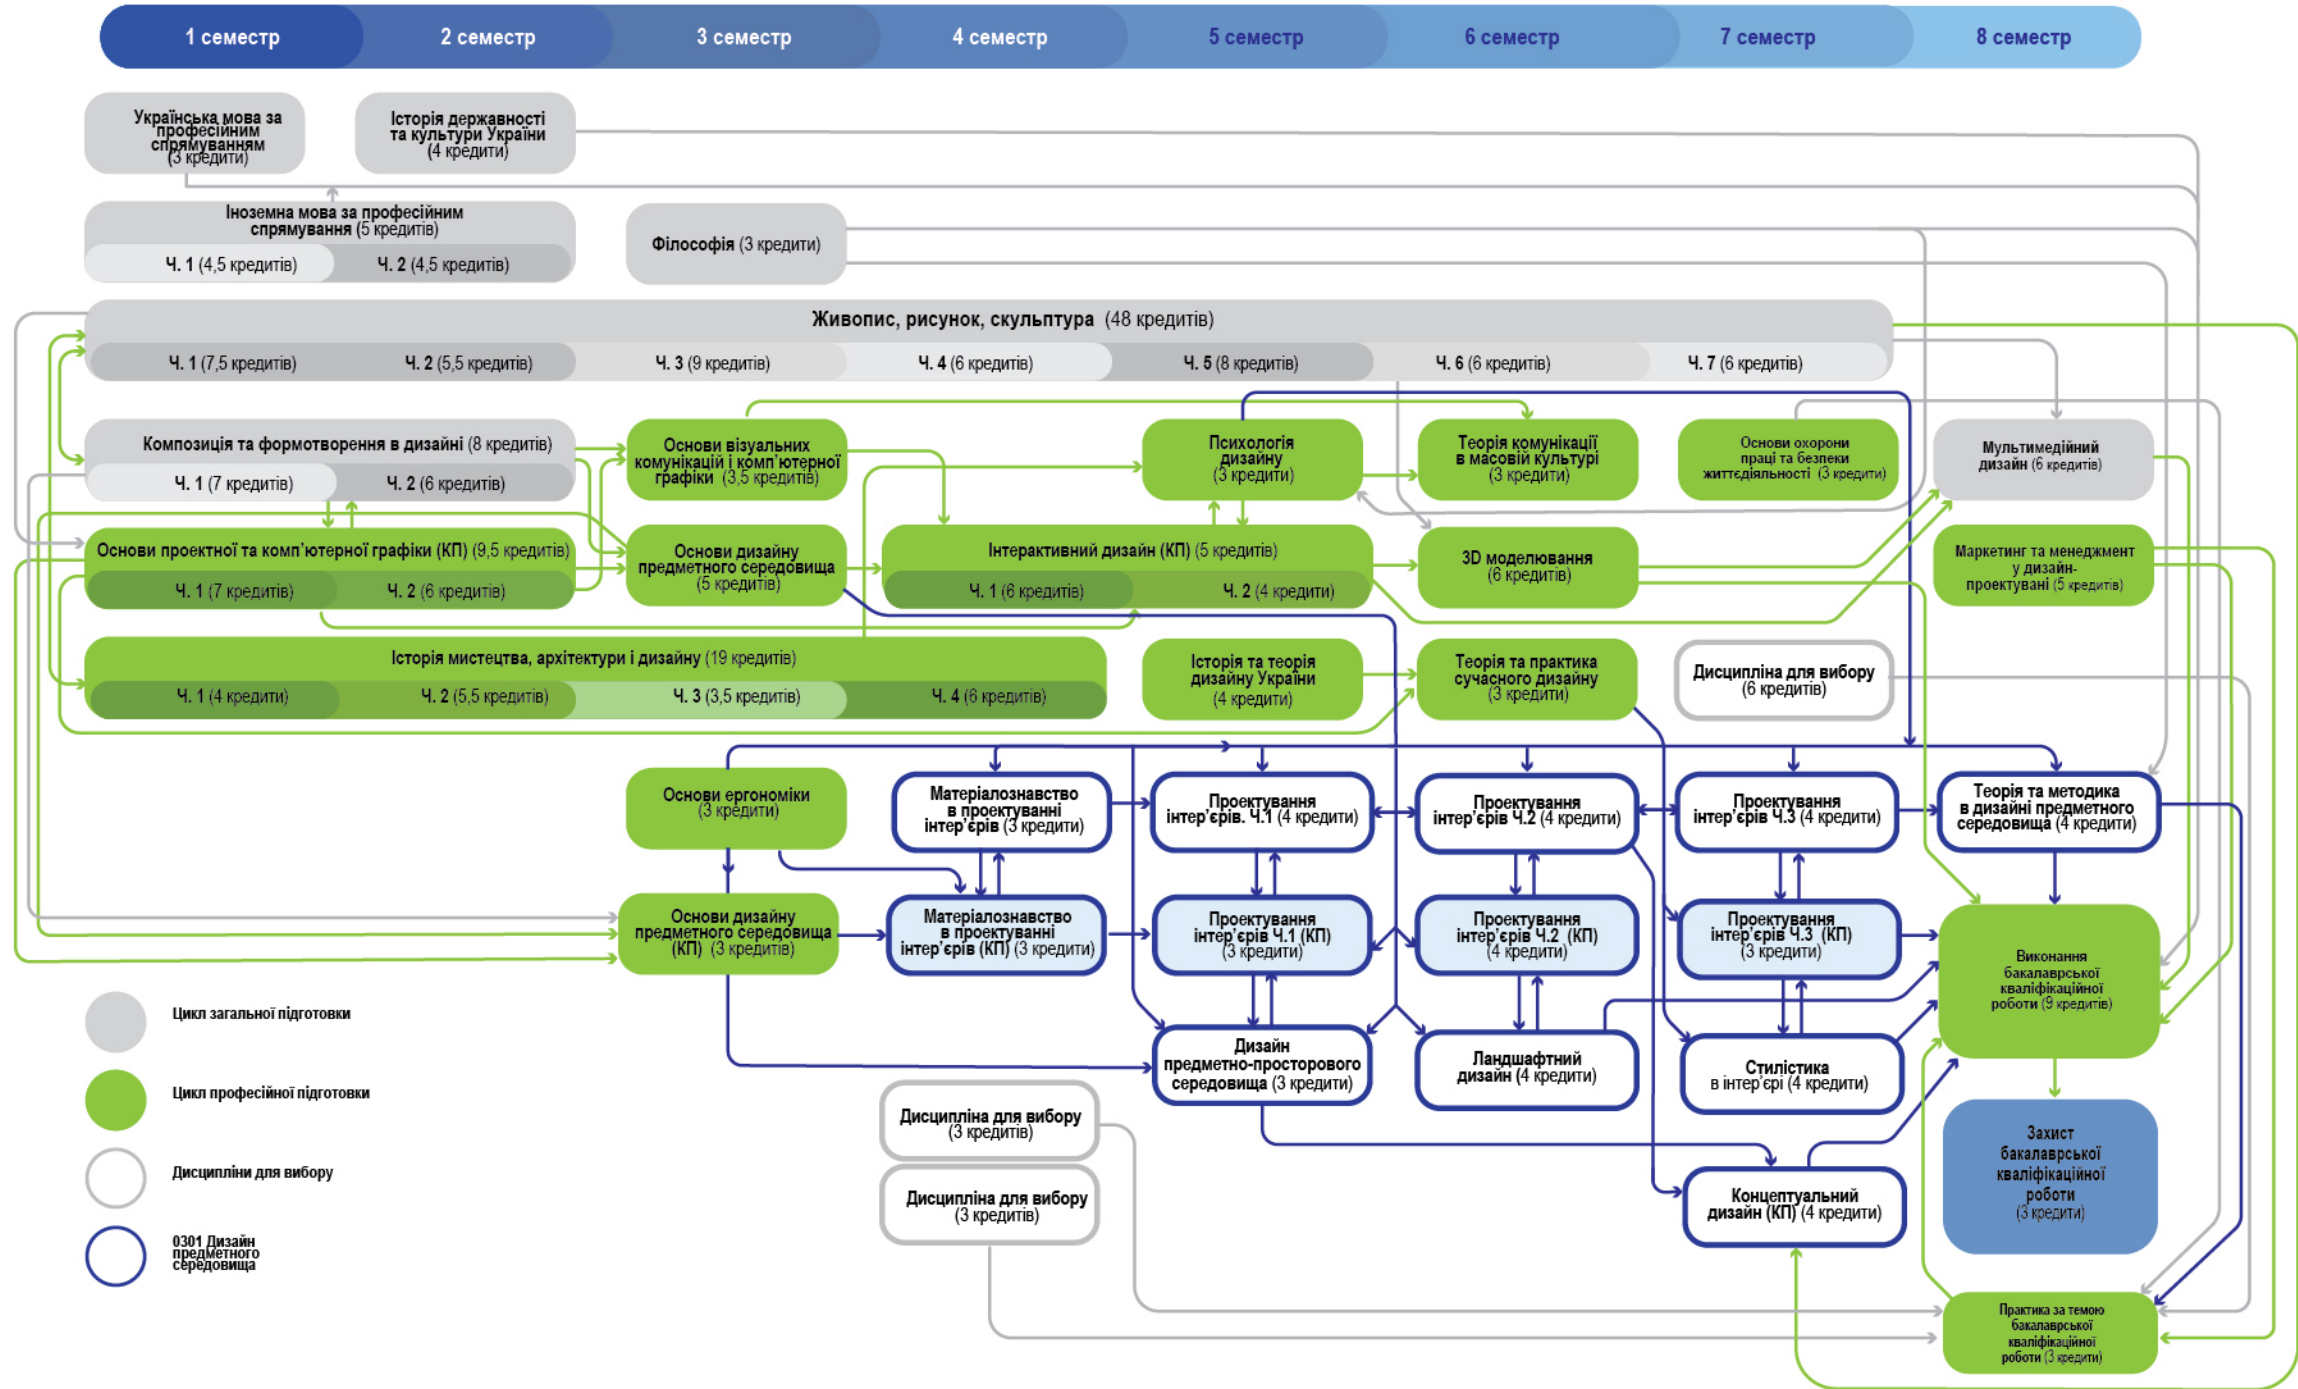 1 семестр
2 семестр
3 семестр
4 семестр
5 семестр
6 семестр
7 семестр
8 семестр
Українська мова за
професійним
спрямуванням
(3 кредити)
Історія державності
та культури України
(4 кредити)
Іноземна мова за професійним
спрямування (5 кредитів)
Ч. 1 (4,5 кредитів)
Ч. 2 (4,5 кредитів)
Філософія (3 кредити)
Живопис, рисунок, скульптура (48 кредитів)
Ч. 1 (7,5 кредитів)
Ч. 2 (5,5 кредитів)
Ч. 3 (9 кредитів)
Ч. 4 (6 кредитів)
Ч. 5 (8 кредитів)
Ч. 6 (6 кредитів)
Ч. 7 (6 кредитів)
Композиція та формотворення в дизайні (8 кредитів)
Ч. 1 (7 кредитів)
Ч. 2 (6 кредитів)
Основи візуальних
комунікацій і комп'ютерної
графіки (3,5 кредитів)
Психологія
дизайну
(3 кредити)
Теорія комунікації
в масовій культурі
(3 кредити)
Основи охорони
праці та безпеки
життєдіяльності (3 кредити)
Мультимедійний
дизайн (6 кредитів)
Основи проектної та комп'ютерної графіки (КП) (9,5 кредитів)
Ч. 1 (7 кредитів)
Ч. 2 (6 кредитів)
Основи дизайну
предметного середовища
(5 кредитів)
Інтерактивний дизайн (КП) (5 кредитів)
Ч. 1 (6 кредитів)
Ч. 2 (4 кредити)
3D моделювання
(6 кредитів)
Маркетинг та менеджмент
у дизайн-
проектувані (5 кредитів)
Історія мистецтва, архітектури і дизайну (19 кредитів)
Ч. 1 (4 кредити)
Ч. 2 (5,5 кредитів)
Ч. 3 (3,5 кредитів)
Ч. 4 (6 кредитів)
Історія та теорія
дизайну України
(4 кредити)
Теорія та практика
сучасного дизайну
(3 кредити)
Дисципліна для вибору
(6 кредитів)
Основи ергономіки
(3 кредити)
Матеріалознавство
в проектуванні
інтер'єрів (3 кредити)
Проектування
інтер'єрів. Ч.1 (4 кредити)
Проектування
інтер'єрів Ч.2 (4 кредити)
Проектування
інтер'єрів Ч.3 (4 кредити)
Теорія та методика
в дизайні предметного
середовища (4 кредити)
Основи дизайну
предметного середовища
(КП) (3 кредитів)
Матеріалознавство
в проектуванні
інтер'єрів (КП) (3 кредити)
Проектування
інтер'єрів Ч.1 (КП)
(3 кредити)
Проектування
інтер'єрів Ч.2 (КП)
(4 кредити)
Проектування
інтер'єрів Ч.3 (КП)
(3 кредити)
Виконання
бакалаврської
кваліфікаційної
роботи (9 кредитів)
Цикл загальної підготовки
Цикл професійної підготовки
Дисципліни для вибору
0301 Дизайн
предметного
середовища
Дизайн
предметно-просторового
середовища (3 кредити)
Ландшафтний
дизайн (4 кредити)
Стилістика
в інтер'єрі (4 кредити)
Дисципліна для вибору
(3 кредитів)
Дисципліна для вибору
(3 кредитів)
Концептуальний
дизайн (КП) (4 кредити)
Захист
бакалаврської
кваліфікаційної
роботи
(3 кредити)
Практика за темою
бакалаврської
кваліфікаційної
роботи (3 кредити)